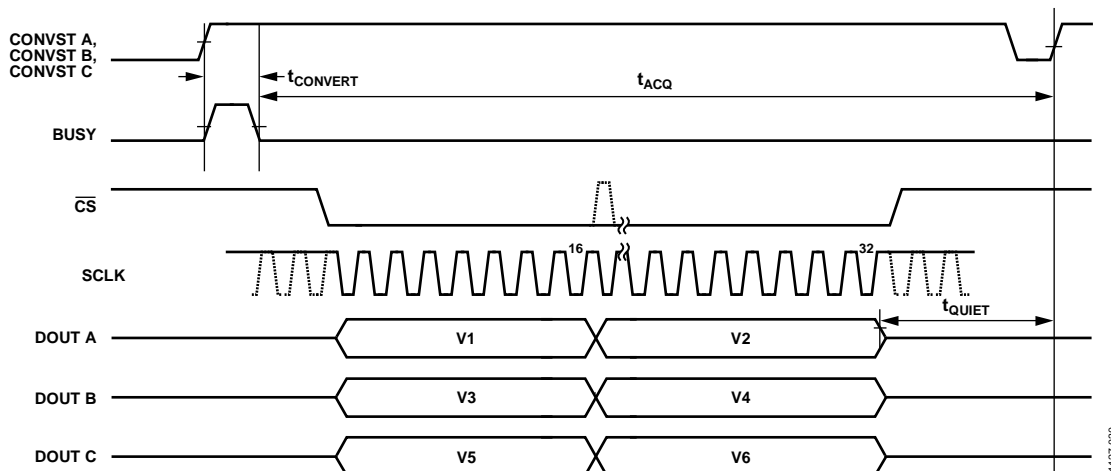 CONVST A,
CONVST B,
CONVST C
tCONVERT
tACQ
BUSY
CS
SCLK
16
32
tQUIET
DOUT A
V1
V2
DOUT B
V3
V4
DOUT C
V5
V6